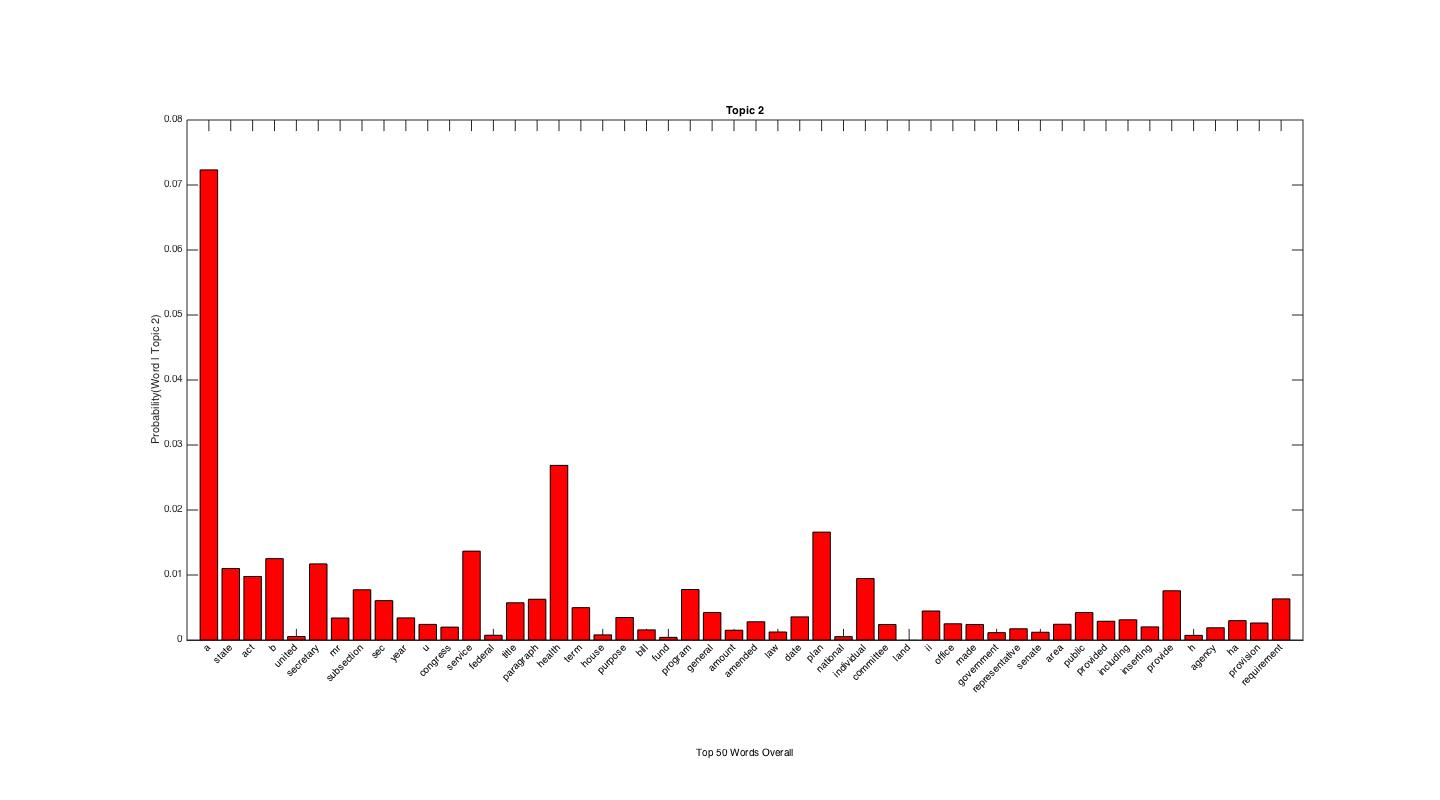 Topic 2
0.08
0.07
0.06
0.05
0.04
0.03
0.02
0.01
0
Probability(Word | Topic 2)
a
state
act
b
united
secretary
mr
subsection
sec
year
u
congress
service
federal
title
paragraph
health
term
house
purpose
bill
fund
program
general
amount
amended
law
date
plan
national
individual
committee
land
ii
office
made
government
representative
senate
area
public
provided
including
inserting
provide
h
agency
ha
provision
requirement
Top 50 Words Overall